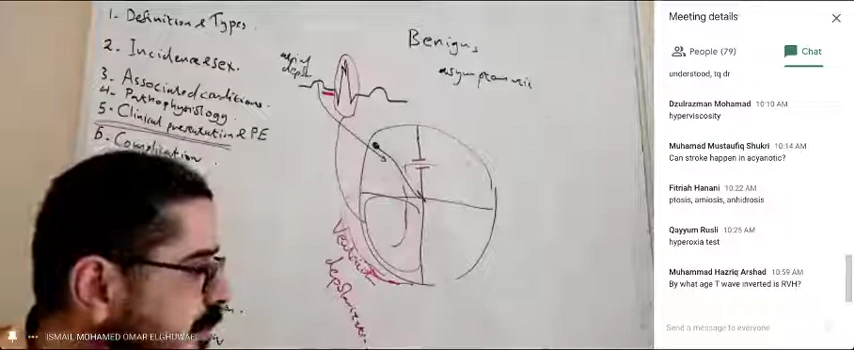 1- Definition & Types.
2- Incidence & sex.
3. Associated conditions.
4- Pathophysiology.
5- Clinical presentation & PE
6- Complication
atrial
dep
Benign
asymptomatic
Ventricul
ISMAIL MOHAMED OMAR
Meeting details
People (79)
Chat
understood, tq dr
Dzulrazman Mohamad 10:10 AM
hyperviscosity
Muhamad Mustaufiq Shukri 10:14 AM
Can stroke happen in acyanotic?
Fitriah Hanani 10:22 AM
ptosis, amiosis, anhidrosis
Qayyum Rusli 10:25 AM
hyperoxia test
Muhammad Hazriq Arshad 10:59 AM
By what age T wave inverted is RVH?
Send a message to everyone